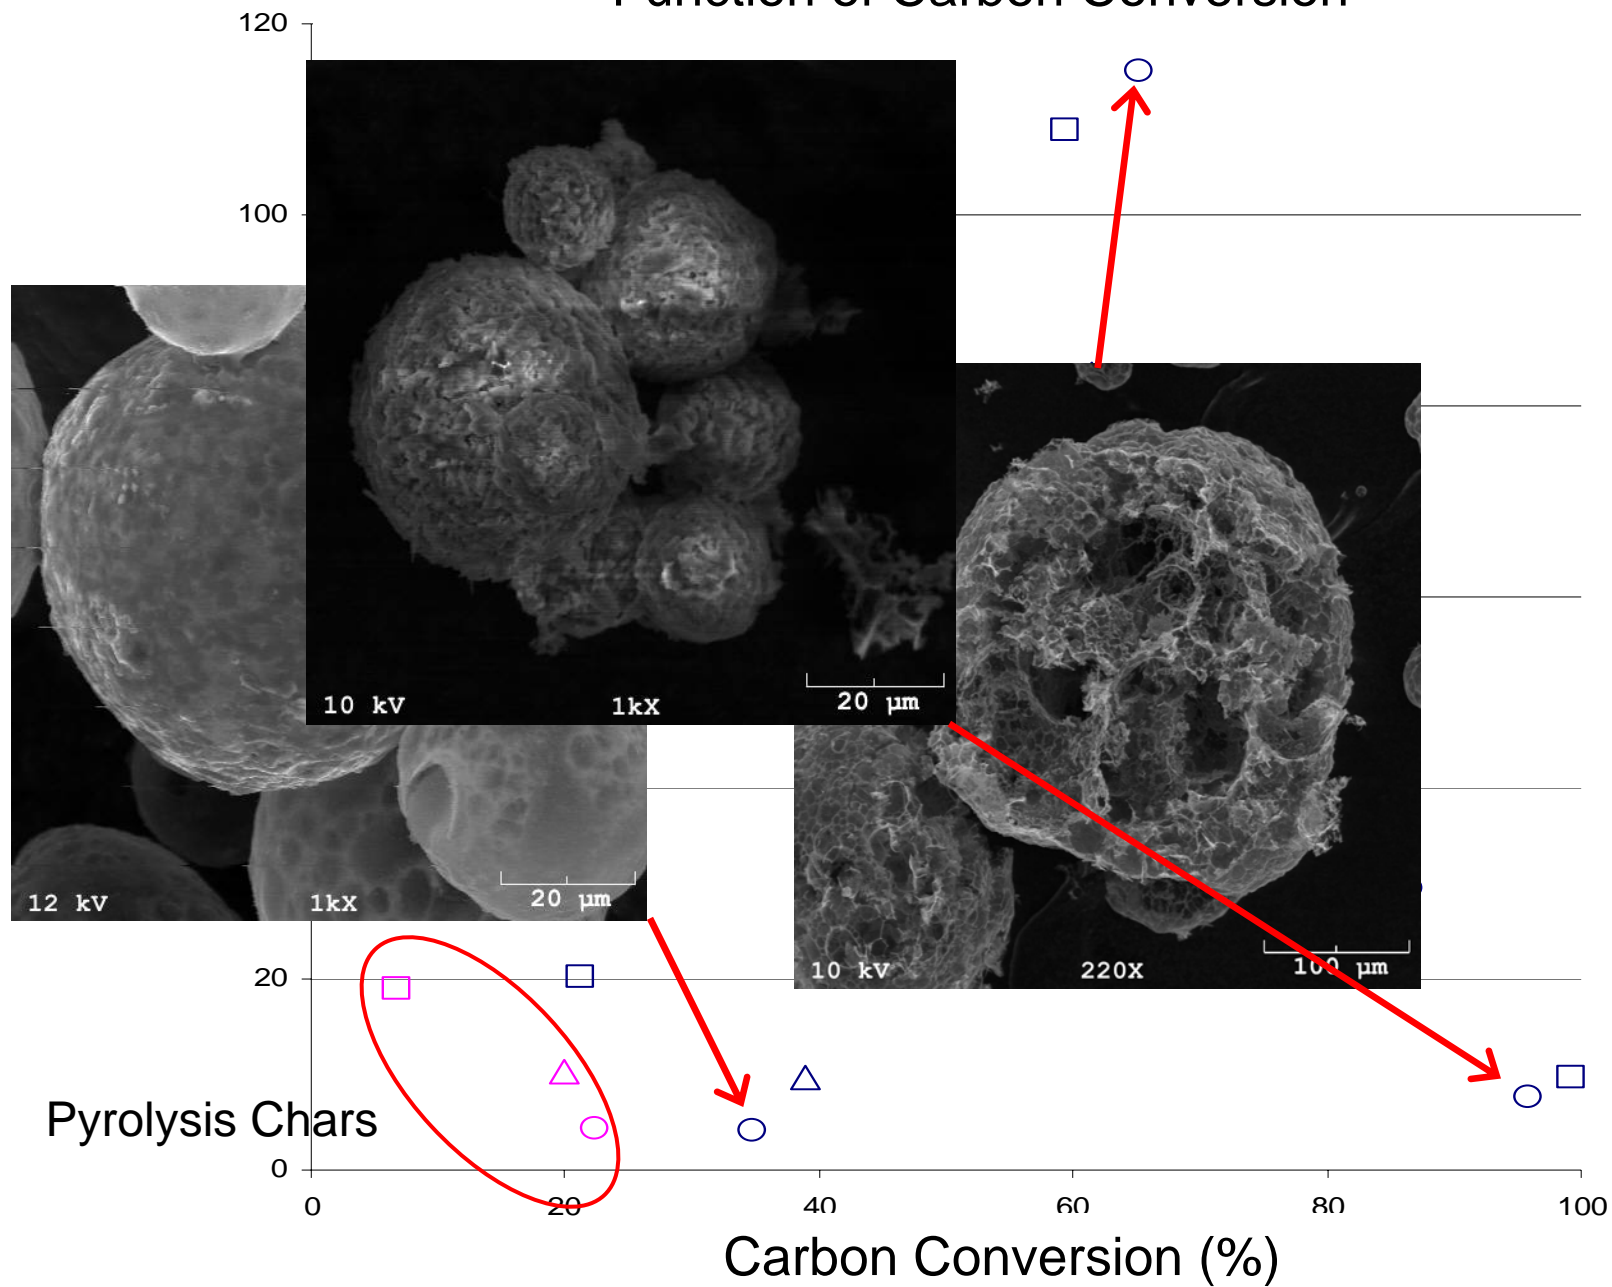 Function of Carbon Conversion
120
100
10 kV 1kX 20 µm
12 kV 1kX 20 µm
10 kV 220X 100 µm
20
Pyrolysis Chars
0
0 20 40 60 80 100
Carbon Conversion (%)